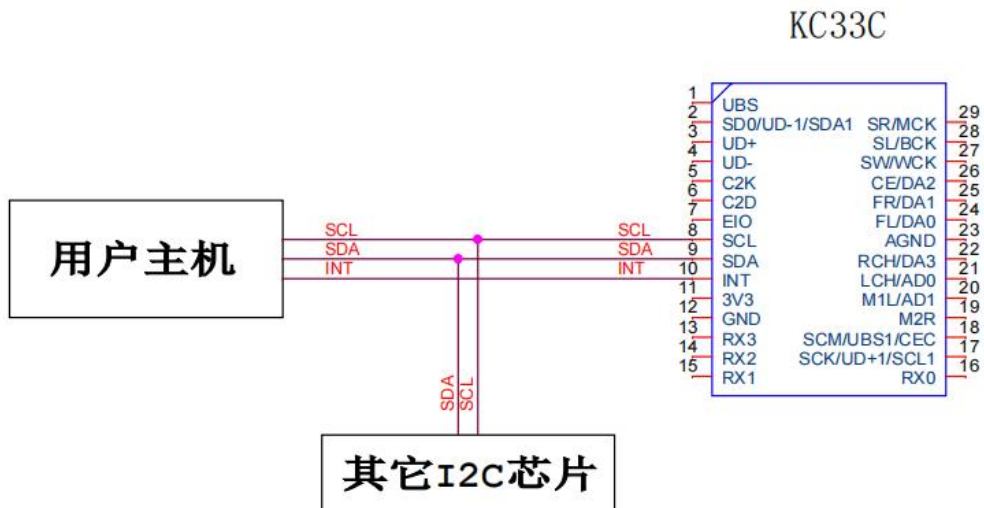 KC33C
1 UBS
2 SD0/UD-1/SDA1 SR/MCK 29
3 UD+ SL/BCK 28
4 UD- SW/WCK 27
5 C2K CE/DA2 26
6 C2D FR/DA1 25
7 EIO FL/DA0 24
用户主机 SCL SCL 8 SCL AGND 23
SDA SDA 9 SDA RCH/DA3 22
INT INT 10 INT LCH/AD0 21
11 3V3 M1L/AD1 20
12 GND M2R 19
13 RX3 SCM/UBS1/CEC 18
14 RX2 SCK/UD+1/SCL1 17
15 RX1 RX0 16
SDA SCL
其它I2C芯片